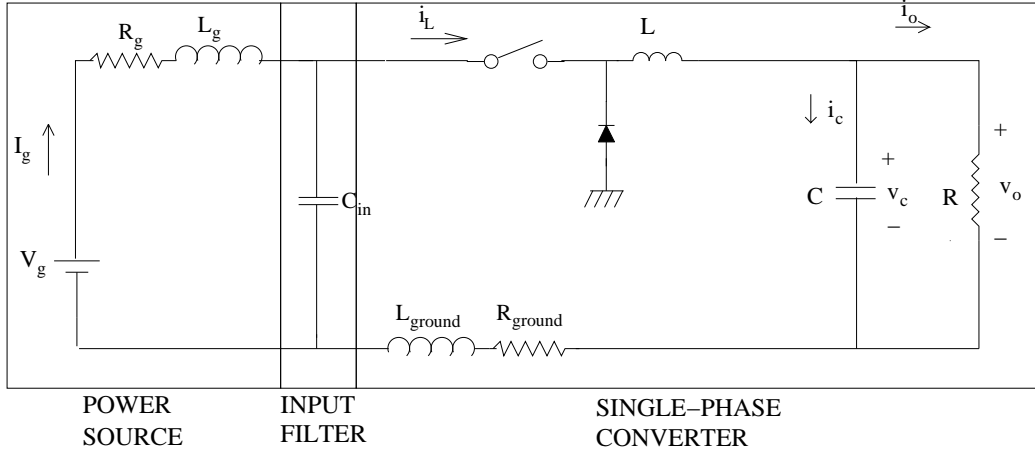 R_g
L_g
i_L
L
i_o
I_g
i_c
+
+
C_in
C
v_c
R
v_o
−
−
V_g
L_ground
R_ground
POWER
SOURCE
INPUT
FILTER
SINGLE−PHASE
CONVERTER